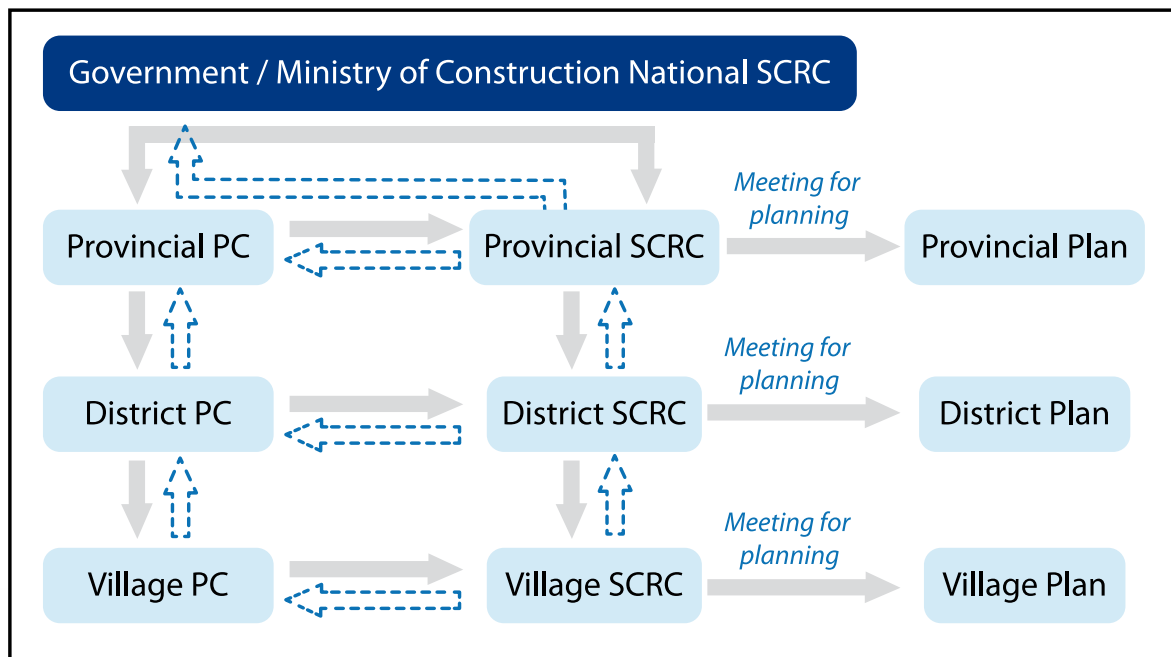 Government / Ministry of Construction National SCRC
Meeting for
planning
Provincial PC
Provincial SCRC
Provincial Plan
Meeting for
planning
District PC
District SCRC
District Plan
Meeting for
planning
Village PC
Village SCRC
Village Plan